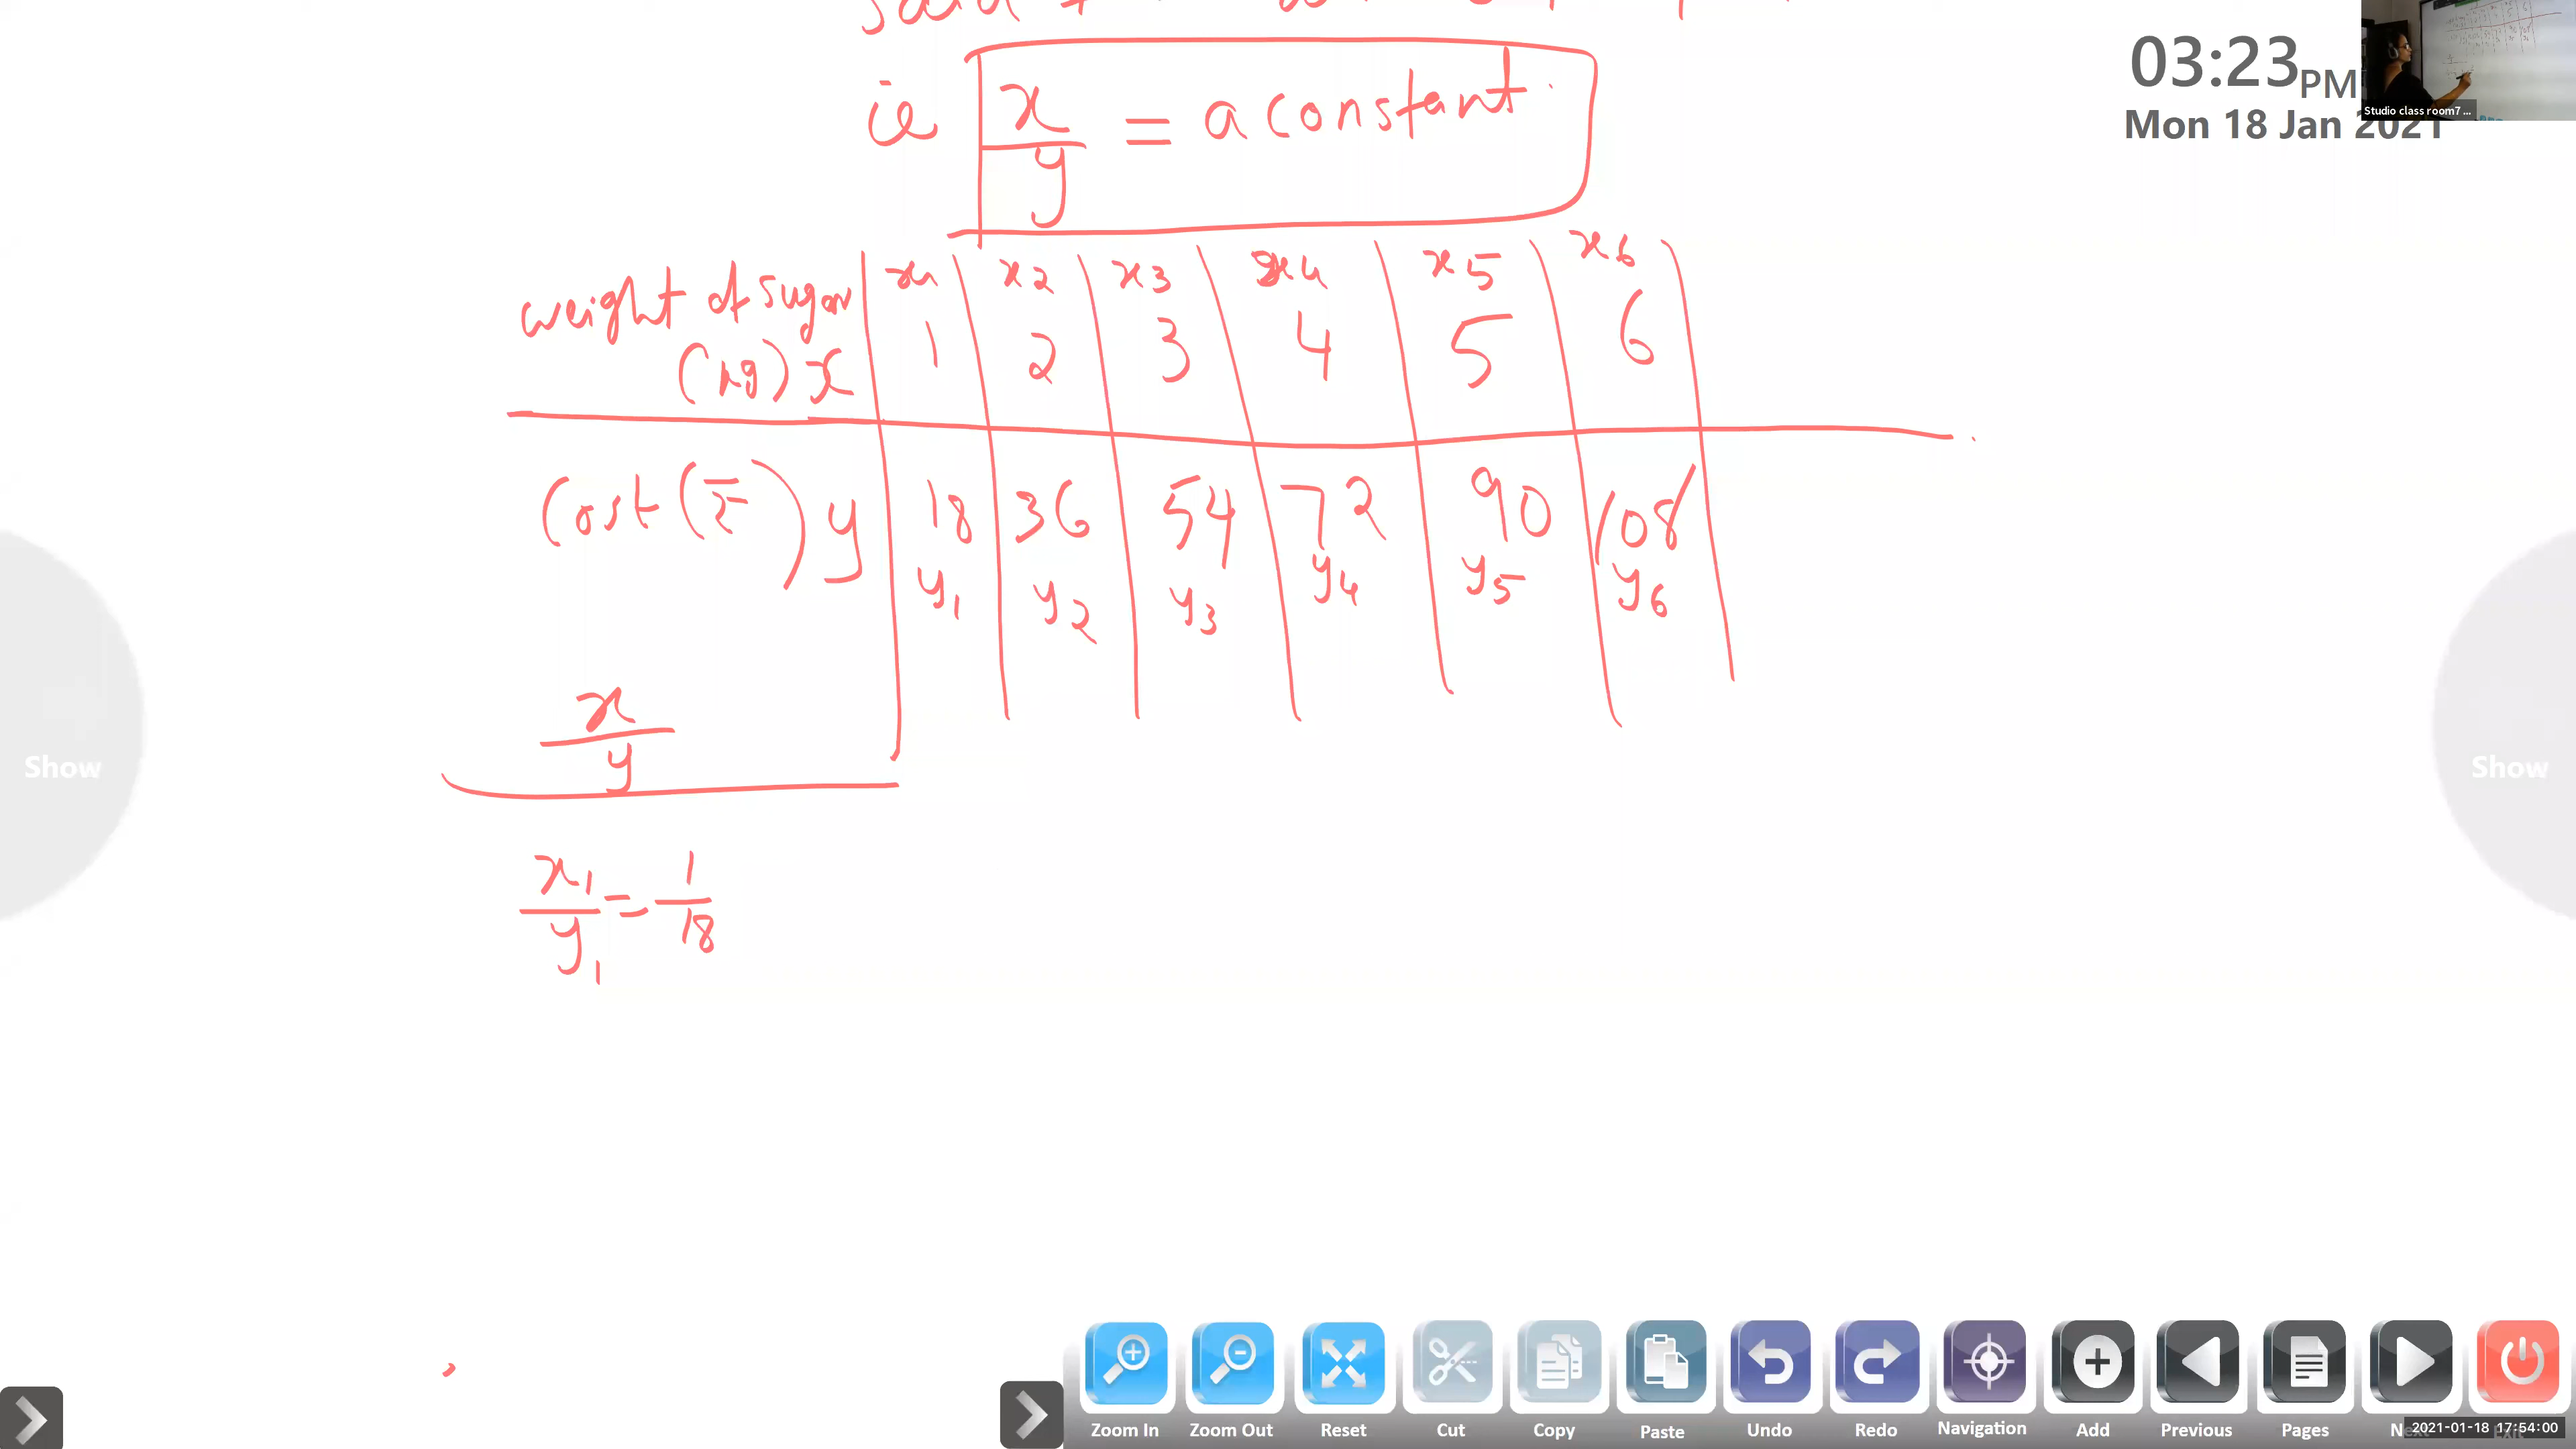 ie x/y = a constant.
weight of sugar (kg) x | x1 1 | x2 2 | x3 3 | x4 4 | x5 5 | x6 6
Cost (₹) y | 18 y1 | 36 y2 | 54 y3 | 72 y4 | 90 y5 | 108 y6
x/y
x1/y1 = 1/18
03:23 PM
Mon 18 Jan 2021
Studio class room7 ...
Show
Show
Zoom In Zoom Out Reset Cut Copy Paste Undo Redo Navigation Add Previous Pages
2021-01-18 17:54:00